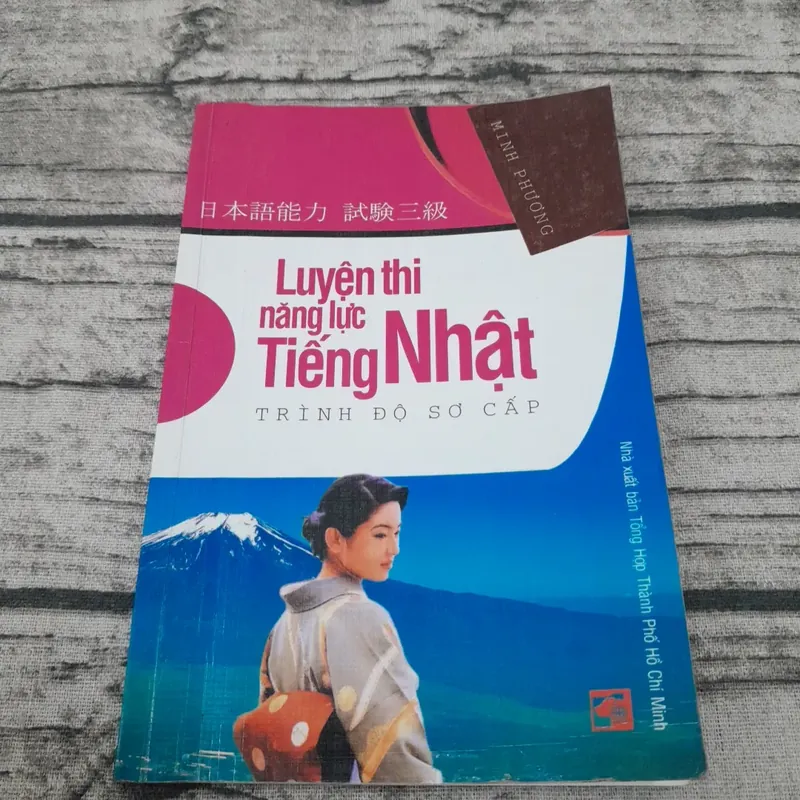 MINH PHƯƠNG
日本語能力 試験三級
Luyện thi
năng lực
Tiếng Nhật
TRÌNH ĐỘ SƠ CẤP
Nhà xuất bản Tổng Hợp Thành Phố Hồ Chí Minh